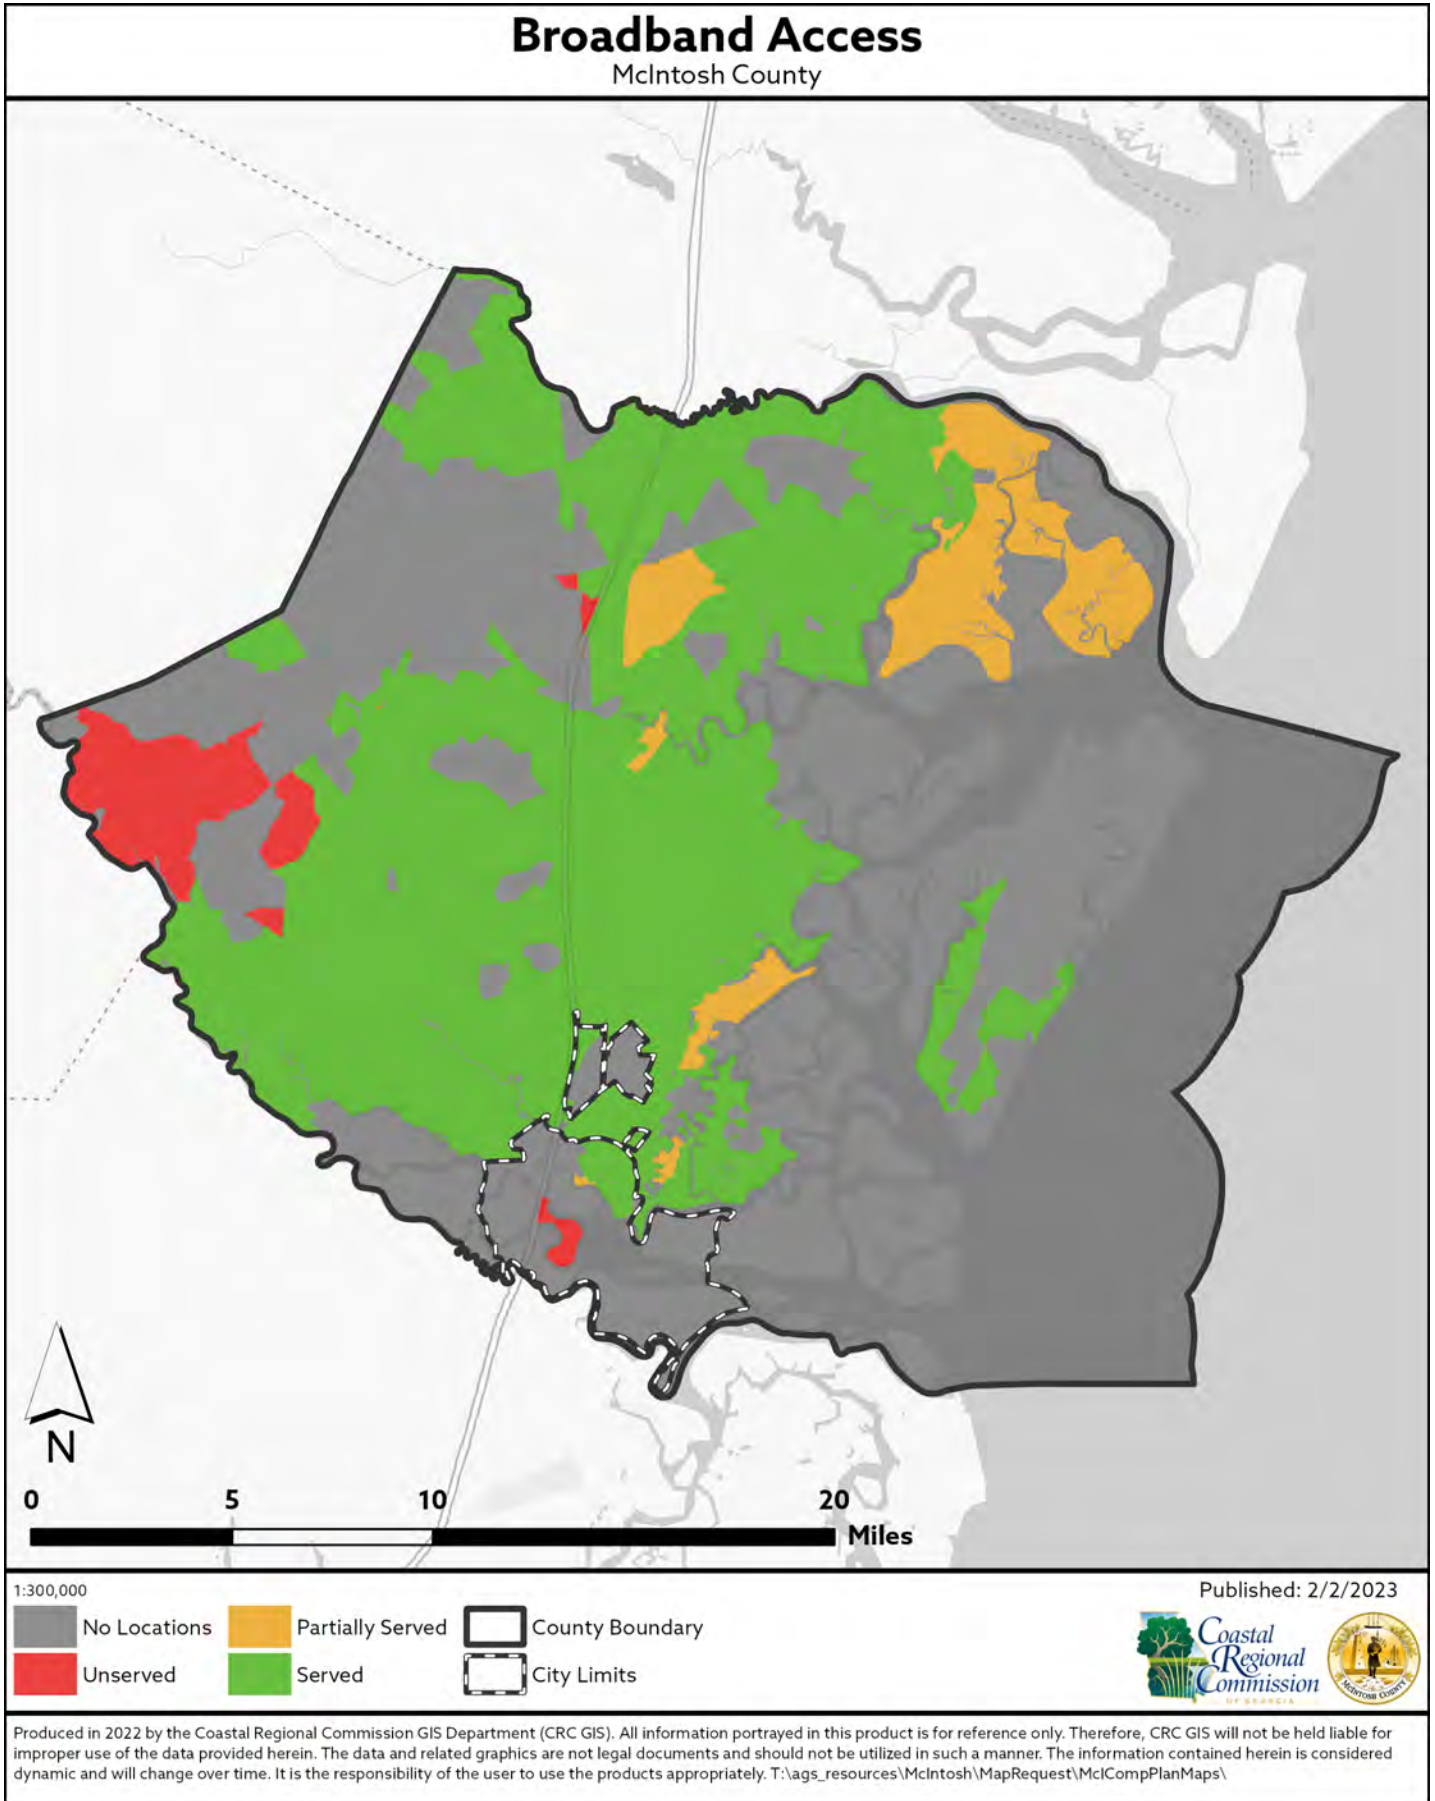 Broadband Access
McIntosh County
N
0 5 10 20
Miles
1:300,000
Published: 2/2/2023
No Locations
Partially Served
County Boundary
Unserved
Served
City Limits
Coastal
Regional
Commission
OF GEORGIA
McINTOSH COUNTY
Produced in 2022 by the Coastal Regional Commission GIS Department (CRC GIS). All information portrayed in this product is for reference only. Therefore, CRC GIS will not be held liable for
improper use of the data provided herein. The data and related graphics are not legal documents and should not be utilized in such a manner. The information contained herein is considered
dynamic and will change over time. It is the responsibility of the user to use the products appropriately. T:\ags_resources\McIntosh\MapRequest\McICompPlanMaps\